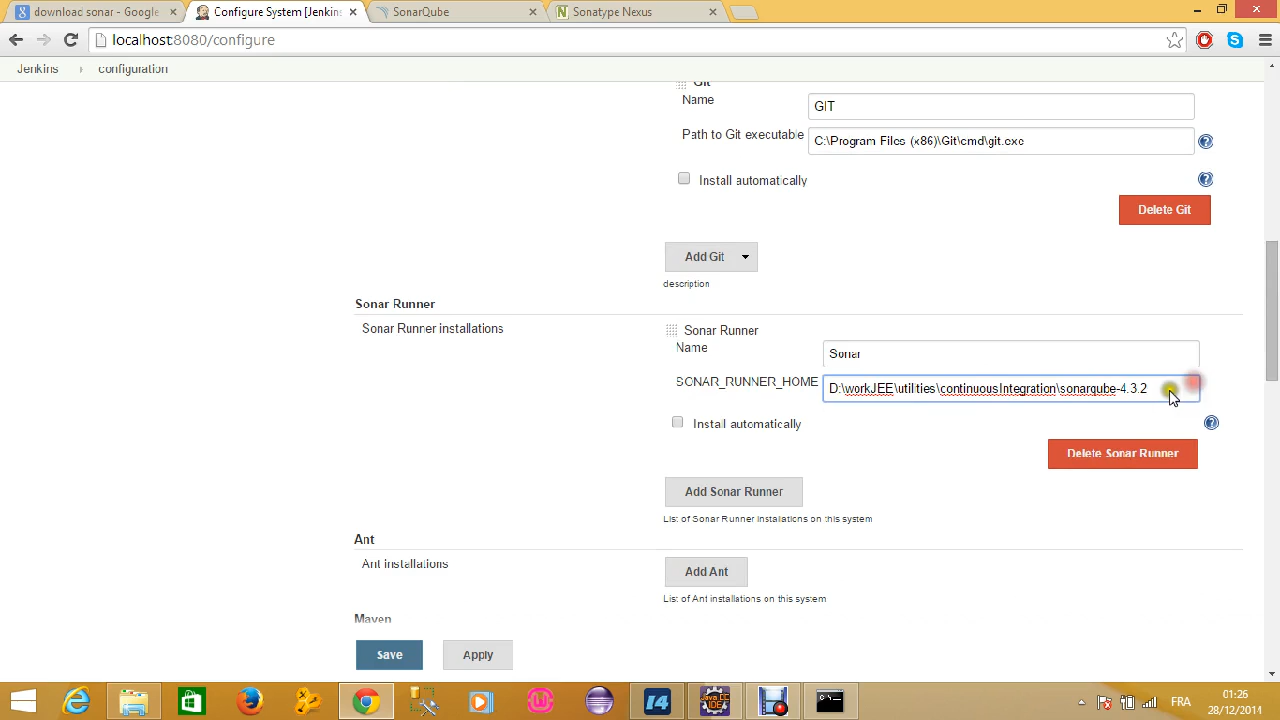 download sonar - Google
Configure System [Jenkins
SonarQube
Sonatype Nexus
localhost:8080/configure
Jenkins
configuration
Git
Name
GIT
Path to Git executable
C:\Program Files (x86)\Git\cmd\git.exe
Install automatically
Delete Git
Add Git
description
Sonar Runner
Sonar Runner installations
Sonar Runner
Name
Sonar
SONAR_RUNNER_HOME
D:\workJEE\utilities\continuousIntegration\sonarqube-4.3.2
Install automatically
Delete Sonar Runner
Add Sonar Runner
List of Sonar Runner installations on this system
Ant
Ant installations
Add Ant
List of Ant installations on this system
Maven
Save
Apply
FRA
01:26
28/12/2014